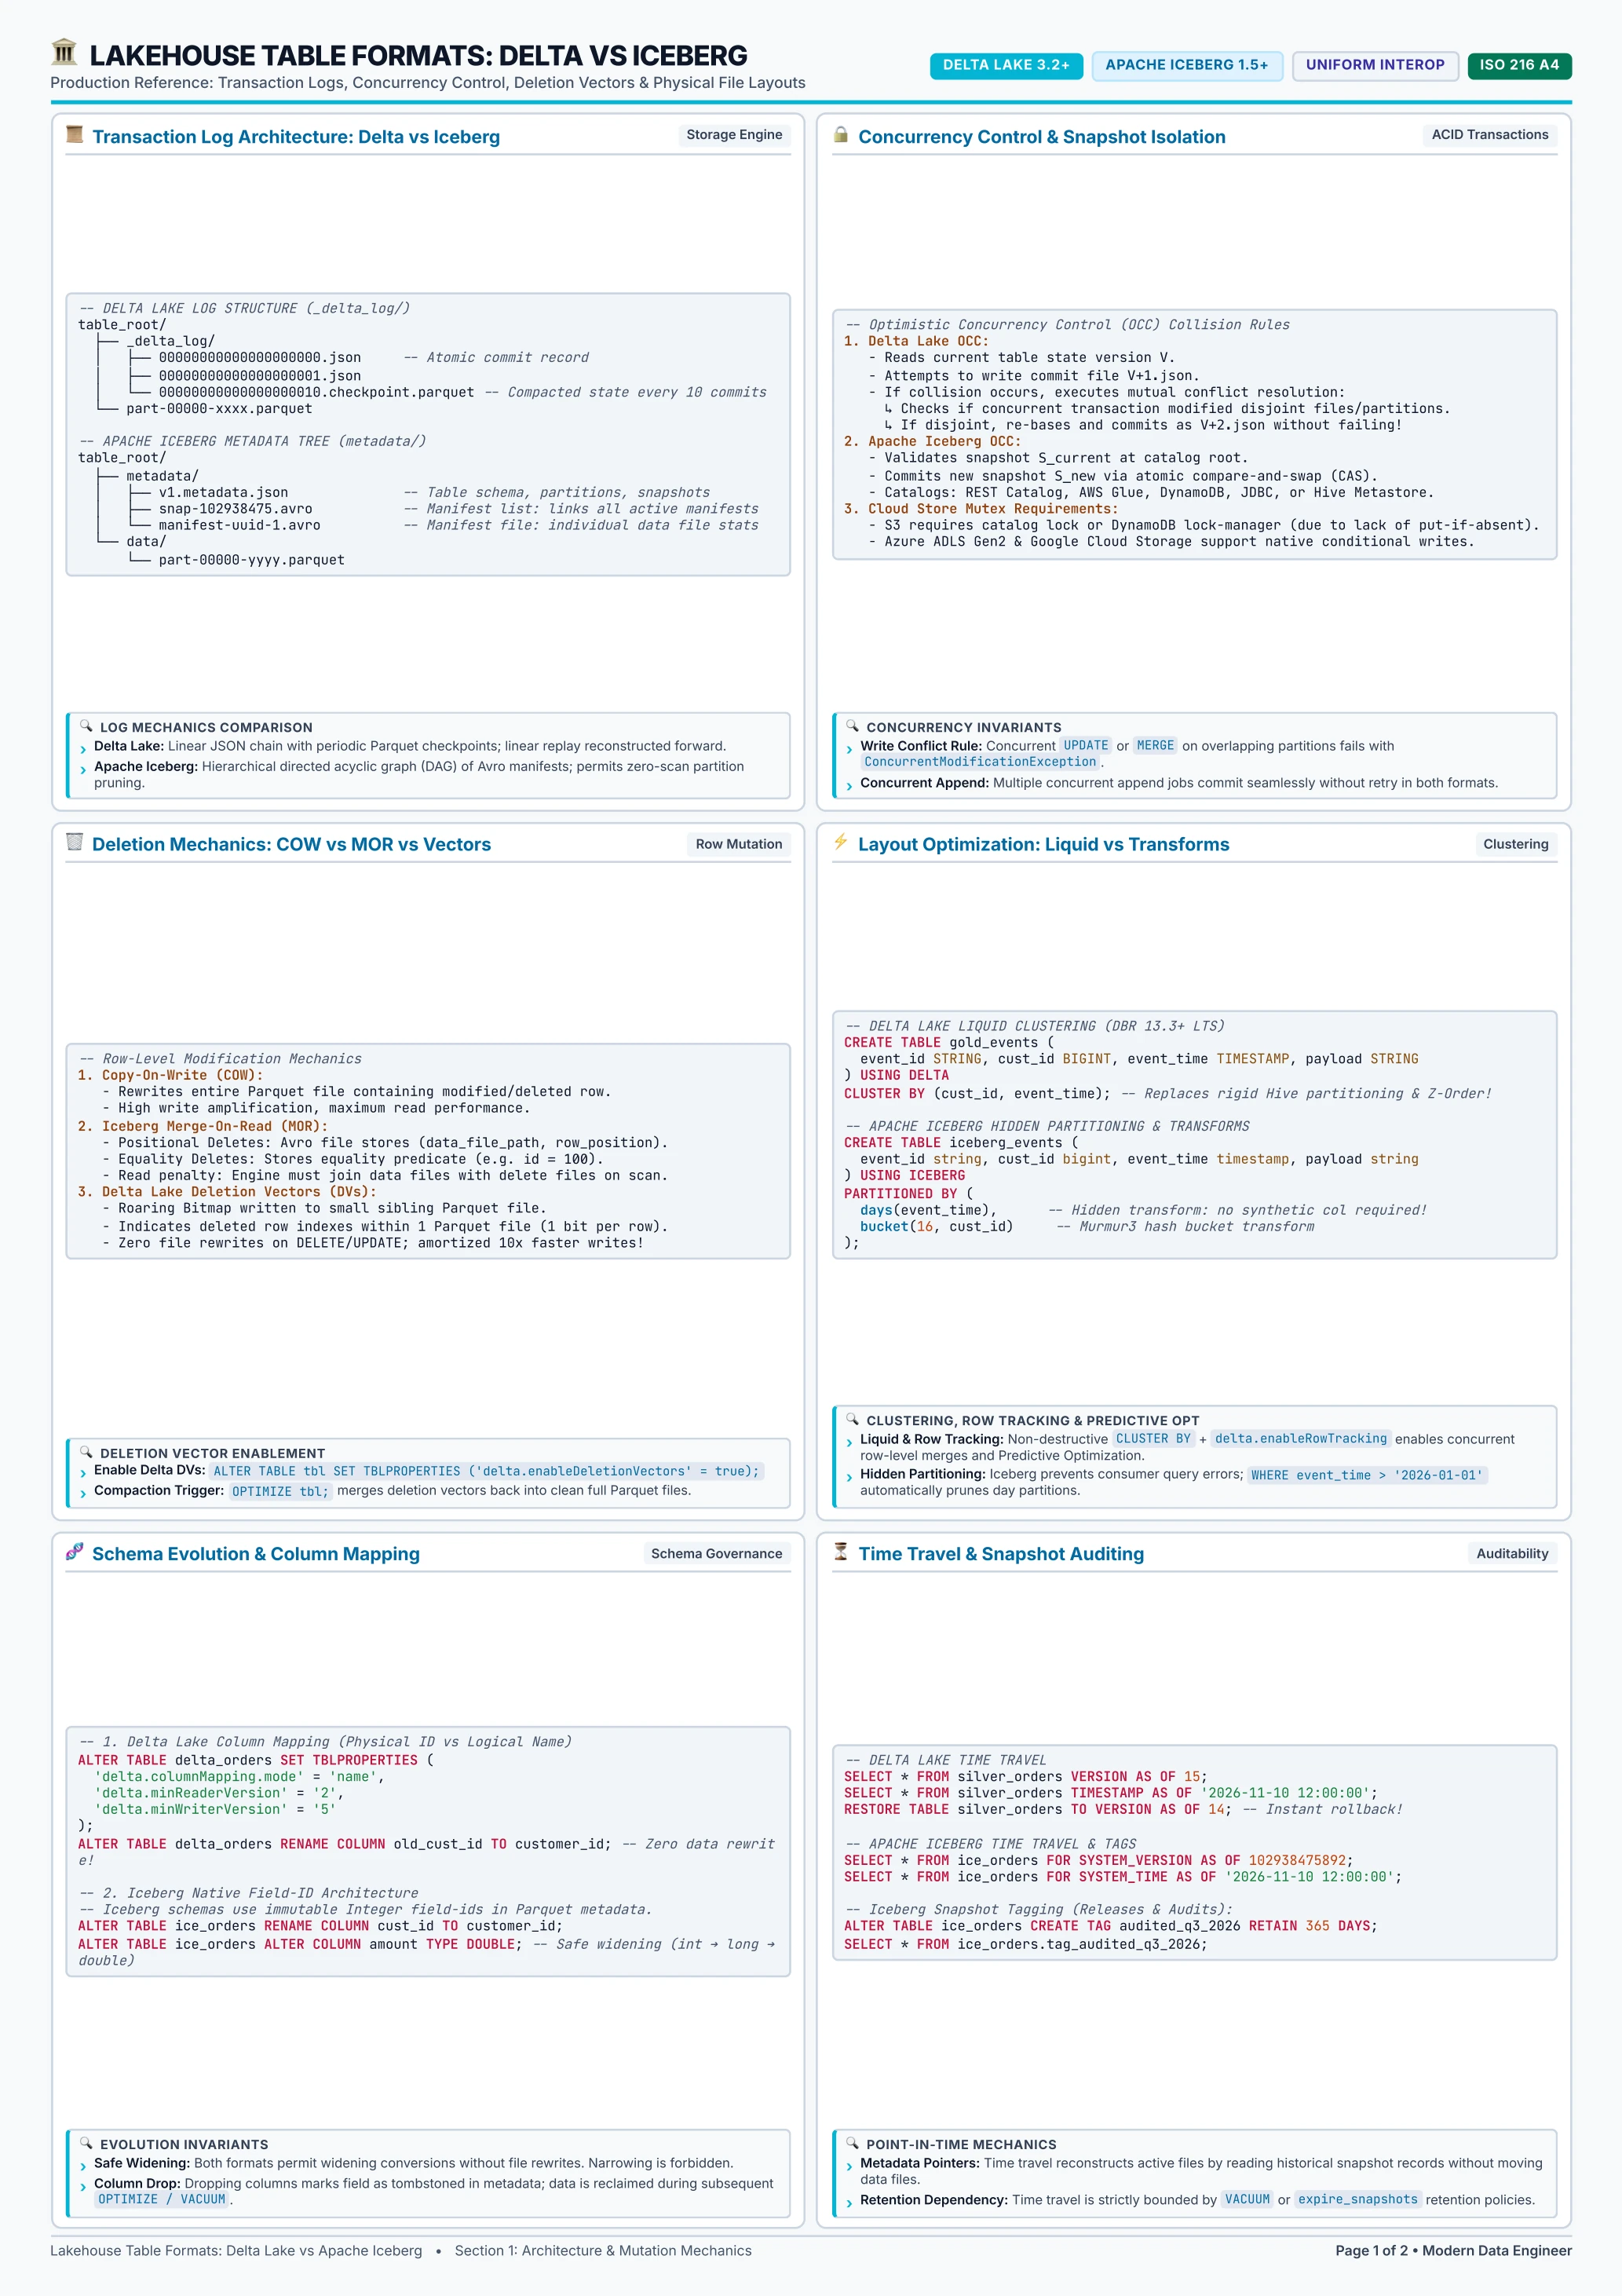 🏛️ LAKEHOUSE TABLE FORMATS: DELTA VS ICEBERG
Production Reference: Transaction Logs, Concurrency Control, Deletion Vectors & Physical File Layouts
DELTA LAKE 3.2+
APACHE ICEBERG 1.5+
UNIFORM INTEROP
ISO 216 A4
📜 Transaction Log Architecture: Delta vs Iceberg
Storage Engine
-- DELTA LAKE LOG STRUCTURE (_delta_log/)
table_root/
├── _delta_log/
│   ├── 00000000000000000000.json     -- Atomic commit record
│   ├── 00000000000000000001.json
│   └── 00000000000000000010.checkpoint.parquet -- Compacted state every 10 commits
└── part-00000-xxxx.parquet
-- APACHE ICEBERG METADATA TREE (metadata/)
table_root/
├── metadata/
│   ├── v1.metadata.json              -- Table schema, partitions, snapshots
│   ├── snap-102938475.avro           -- Manifest list: links all active manifests
│   └── manifest-uuid-1.avro          -- Manifest file: individual data file stats
└── data/
    └── part-00000-yyyy.parquet
🔍 LOG MECHANICS COMPARISON
› Delta Lake: Linear JSON chain with periodic Parquet checkpoints; linear replay reconstructed forward.
› Apache Iceberg: Hierarchical directed acyclic graph (DAG) of Avro manifests; permits zero-scan partition
pruning.
🔒 Concurrency Control & Snapshot Isolation
ACID Transactions
-- Optimistic Concurrency Control (OCC) Collision Rules
1. Delta Lake OCC:
- Reads current table state version V.
- Attempts to write commit file V+1.json.
- If collision occurs, executes mutual conflict resolution:
↳ Checks if concurrent transaction modified disjoint files/partitions.
↳ If disjoint, re-bases and commits as V+2.json without failing!
2. Apache Iceberg OCC:
- Validates snapshot S_current at catalog root.
- Commits new snapshot S_new via atomic compare-and-swap (CAS).
- Catalogs: REST Catalog, AWS Glue, DynamoDB, JDBC, or Hive Metastore.
3. Cloud Store Mutex Requirements:
- S3 requires catalog lock or DynamoDB lock-manager (due to lack of put-if-absent).
- Azure ADLS Gen2 & Google Cloud Storage support native conditional writes.
🔍 CONCURRENCY INVARIANTS
› Write Conflict Rule: Concurrent UPDATE or MERGE on overlapping partitions fails with
ConcurrentModificationException.
› Concurrent Append: Multiple concurrent append jobs commit seamlessly without retry in both formats.
🗑️ Deletion Mechanics: COW vs MOR vs Vectors
Row Mutation
-- Row-Level Modification Mechanics
1. Copy-On-Write (COW):
- Rewrites entire Parquet file containing modified/deleted row.
- High write amplification, maximum read performance.
2. Iceberg Merge-On-Read (MOR):
- Positional Deletes: Avro file stores (data_file_path, row_position).
- Equality Deletes: Stores equality predicate (e.g. id = 100).
- Read penalty: Engine must join data files with delete files on scan.
3. Delta Lake Deletion Vectors (DVs):
- Roaring Bitmap written to small sibling Parquet file.
- Indicates deleted row indexes within 1 Parquet file (1 bit per row).
- Zero file rewrites on DELETE/UPDATE; amortized 10x faster writes!
🔍 DELETION VECTOR ENABLEMENT
› Enable Delta DVs: ALTER TABLE tbl SET TBLPROPERTIES ('delta.enableDeletionVectors' = true);
› Compaction Trigger: OPTIMIZE tbl; merges deletion vectors back into clean full Parquet files.
⚡ Layout Optimization: Liquid vs Transforms
Clustering
-- DELTA LAKE LIQUID CLUSTERING (DBR 13.3+ LTS)
CREATE TABLE gold_events (
event_id STRING, cust_id BIGINT, event_time TIMESTAMP, payload STRING
) USING DELTA
CLUSTER BY (cust_id, event_time); -- Replaces rigid Hive partitioning & Z-Order!
-- APACHE ICEBERG HIDDEN PARTITIONING & TRANSFORMS
CREATE TABLE iceberg_events (
event_id string, cust_id bigint, event_time timestamp, payload string
) USING ICEBERG
PARTITIONED BY (
days(event_time),      -- Hidden transform: no synthetic col required!
bucket(16, cust_id)     -- Murmur3 hash bucket transform
);
🔍 CLUSTERING, ROW TRACKING & PREDICTIVE OPT
› Liquid & Row Tracking: Non-destructive CLUSTER BY + delta.enableRowTracking enables concurrent
row-level merges and Predictive Optimization.
› Hidden Partitioning: Iceberg prevents consumer query errors; WHERE event_time > '2026-01-01'
automatically prunes day partitions.
🧬 Schema Evolution & Column Mapping
Schema Governance
-- 1. Delta Lake Column Mapping (Physical ID vs Logical Name)
ALTER TABLE delta_orders SET TBLPROPERTIES (
'delta.columnMapping.mode' = 'name',
'delta.minReaderVersion' = '2',
'delta.minWriterVersion' = '5'
);
ALTER TABLE delta_orders RENAME COLUMN old_cust_id TO customer_id; -- Zero data rewrit
e!
-- 2. Iceberg Native Field-ID Architecture
-- Iceberg schemas use immutable Integer field-ids in Parquet metadata.
ALTER TABLE ice_orders RENAME COLUMN cust_id TO customer_id;
ALTER TABLE ice_orders ALTER COLUMN amount TYPE DOUBLE; -- Safe widening (int → long →
double)
🔍 EVOLUTION INVARIANTS
› Safe Widening: Both formats permit widening conversions without file rewrites. Narrowing is forbidden.
› Column Drop: Dropping columns marks field as tombstoned in metadata; data is reclaimed during subsequent
OPTIMIZE / VACUUM.
⏳ Time Travel & Snapshot Auditing
Auditability
-- DELTA LAKE TIME TRAVEL
SELECT * FROM silver_orders VERSION AS OF 15;
SELECT * FROM silver_orders TIMESTAMP AS OF '2026-11-10 12:00:00';
RESTORE TABLE silver_orders TO VERSION AS OF 14; -- Instant rollback!
-- APACHE ICEBERG TIME TRAVEL & TAGS
SELECT * FROM ice_orders FOR SYSTEM_VERSION AS OF 102938475892;
SELECT * FROM ice_orders FOR SYSTEM_TIME AS OF '2026-11-10 12:00:00';
-- Iceberg Snapshot Tagging (Releases & Audits):
ALTER TABLE ice_orders CREATE TAG audited_q3_2026 RETAIN 365 DAYS;
SELECT * FROM ice_orders.tag_audited_q3_2026;
🔍 POINT-IN-TIME MECHANICS
› Metadata Pointers: Time travel reconstructs active files by reading historical snapshot records without moving
data files.
› Retention Dependency: Time travel is strictly bounded by VACUUM or expire_snapshots retention policies.
Lakehouse Table Formats: Delta Lake vs Apache Iceberg • Section 1: Architecture & Mutation Mechanics
Page 1 of 2 • Modern Data Engineer